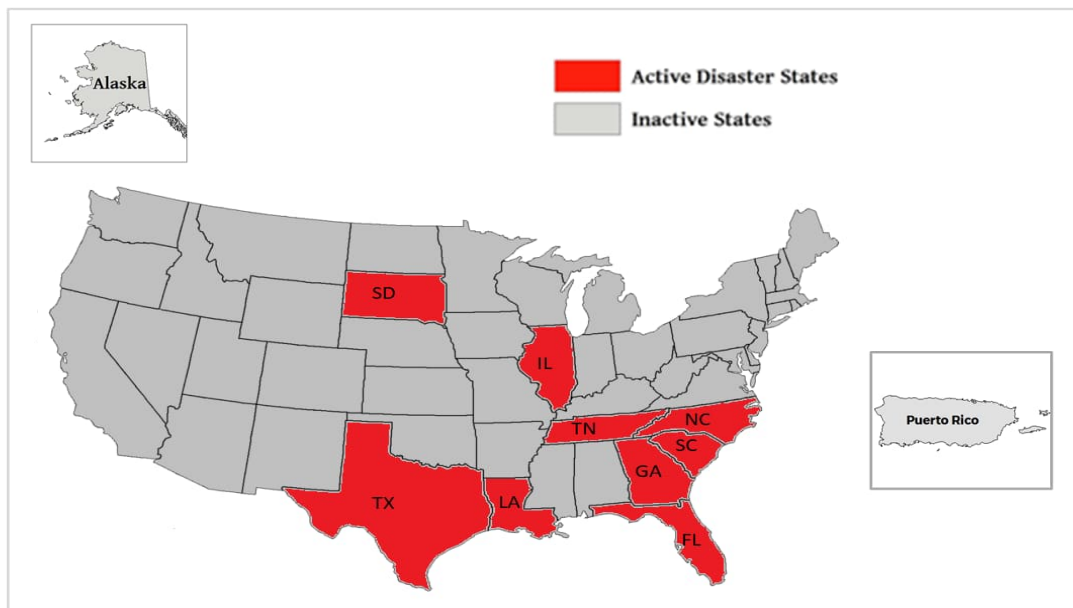 Alaska
Active Disaster States
Inactive States
SD
IL
TN
NC
SC
GA
TX
LA
FL
Puerto Rico